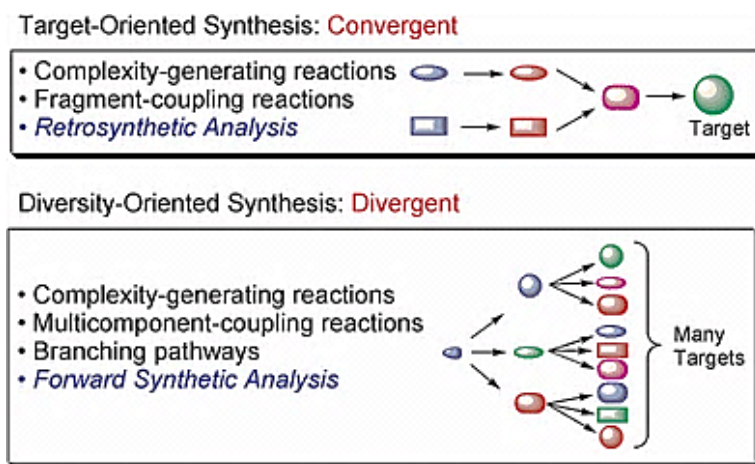 Target-Oriented Synthesis: Convergent
• Complexity-generating reactions
• Fragment-coupling reactions
• Retrosynthetic Analysis
Target
Diversity-Oriented Synthesis: Divergent
• Complexity-generating reactions
• Multicomponent-coupling reactions
• Branching pathways
• Forward Synthetic Analysis
Many
Targets